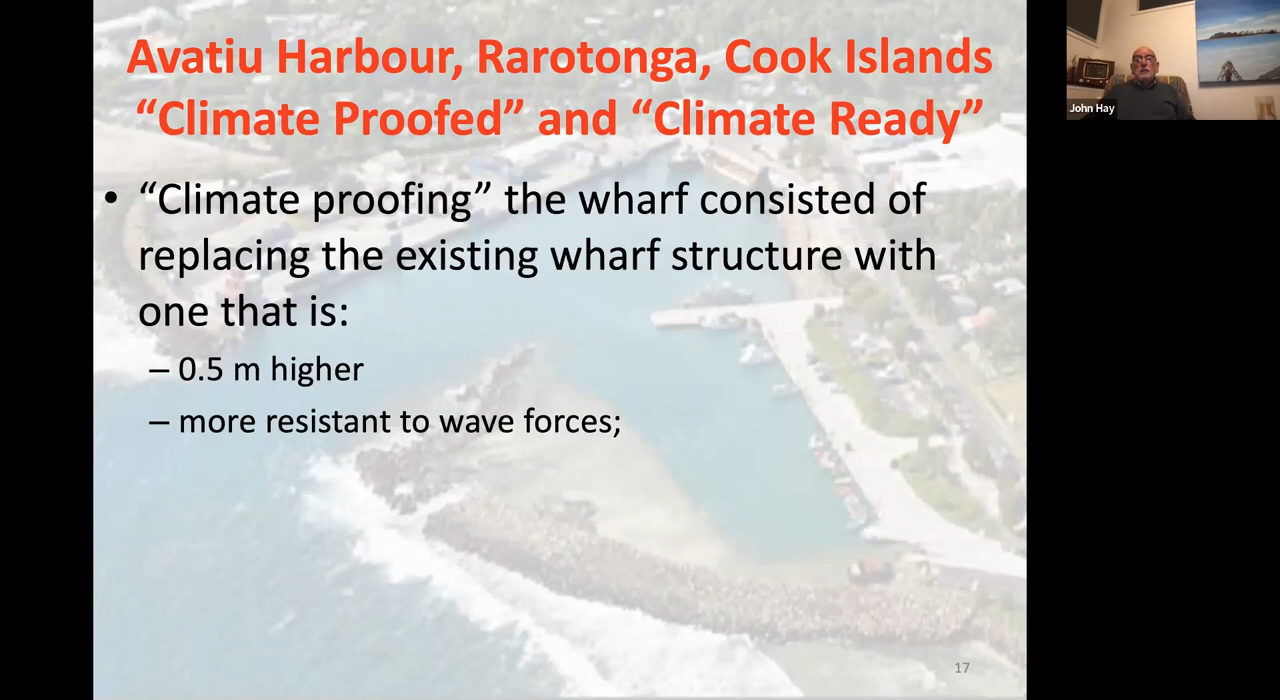 Avatiu Harbour, Rarotonga, Cook Islands
“Climate Proofed” and “Climate Ready”
• “Climate proofing” the wharf consisted of
replacing the existing wharf structure with
one that is:
– 0.5 m higher
– more resistant to wave forces;
17
John Hay